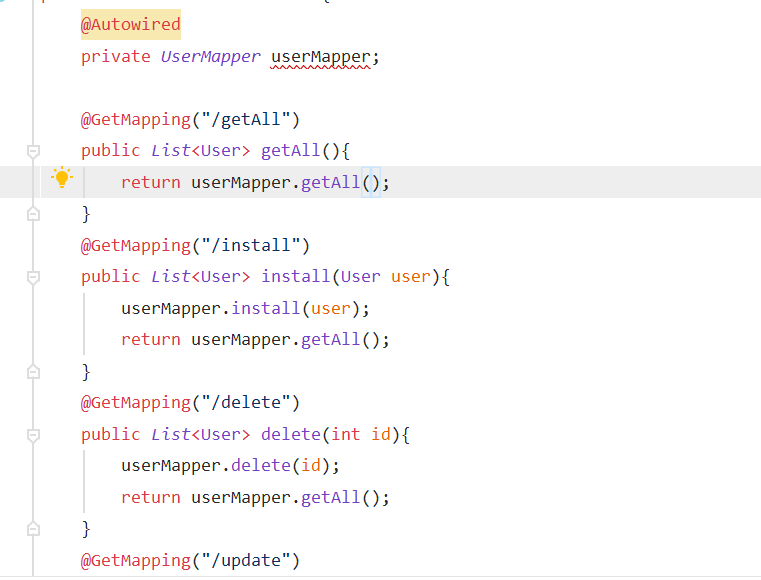 @Autowired
private UserMapper userMapper;
@GetMapping("/getAll")
public List<User> getAll(){
return userMapper.getAll();
}
@GetMapping("/install")
public List<User> install(User user){
userMapper.install(user);
return userMapper.getAll();
}
@GetMapping("/delete")
public List<User> delete(int id){
userMapper.delete(id);
return userMapper.getAll();
}
@GetMapping("/update")